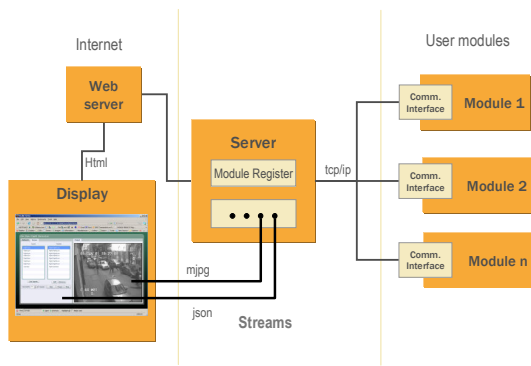 Internet
User modules
Web
server
Comm.
Interface
Module 1
Server
Module Register
Html
tcp/ip
Comm.
Interface
Module 2
Display
mjpg
Comm.
Interface
Module n
json
Streams